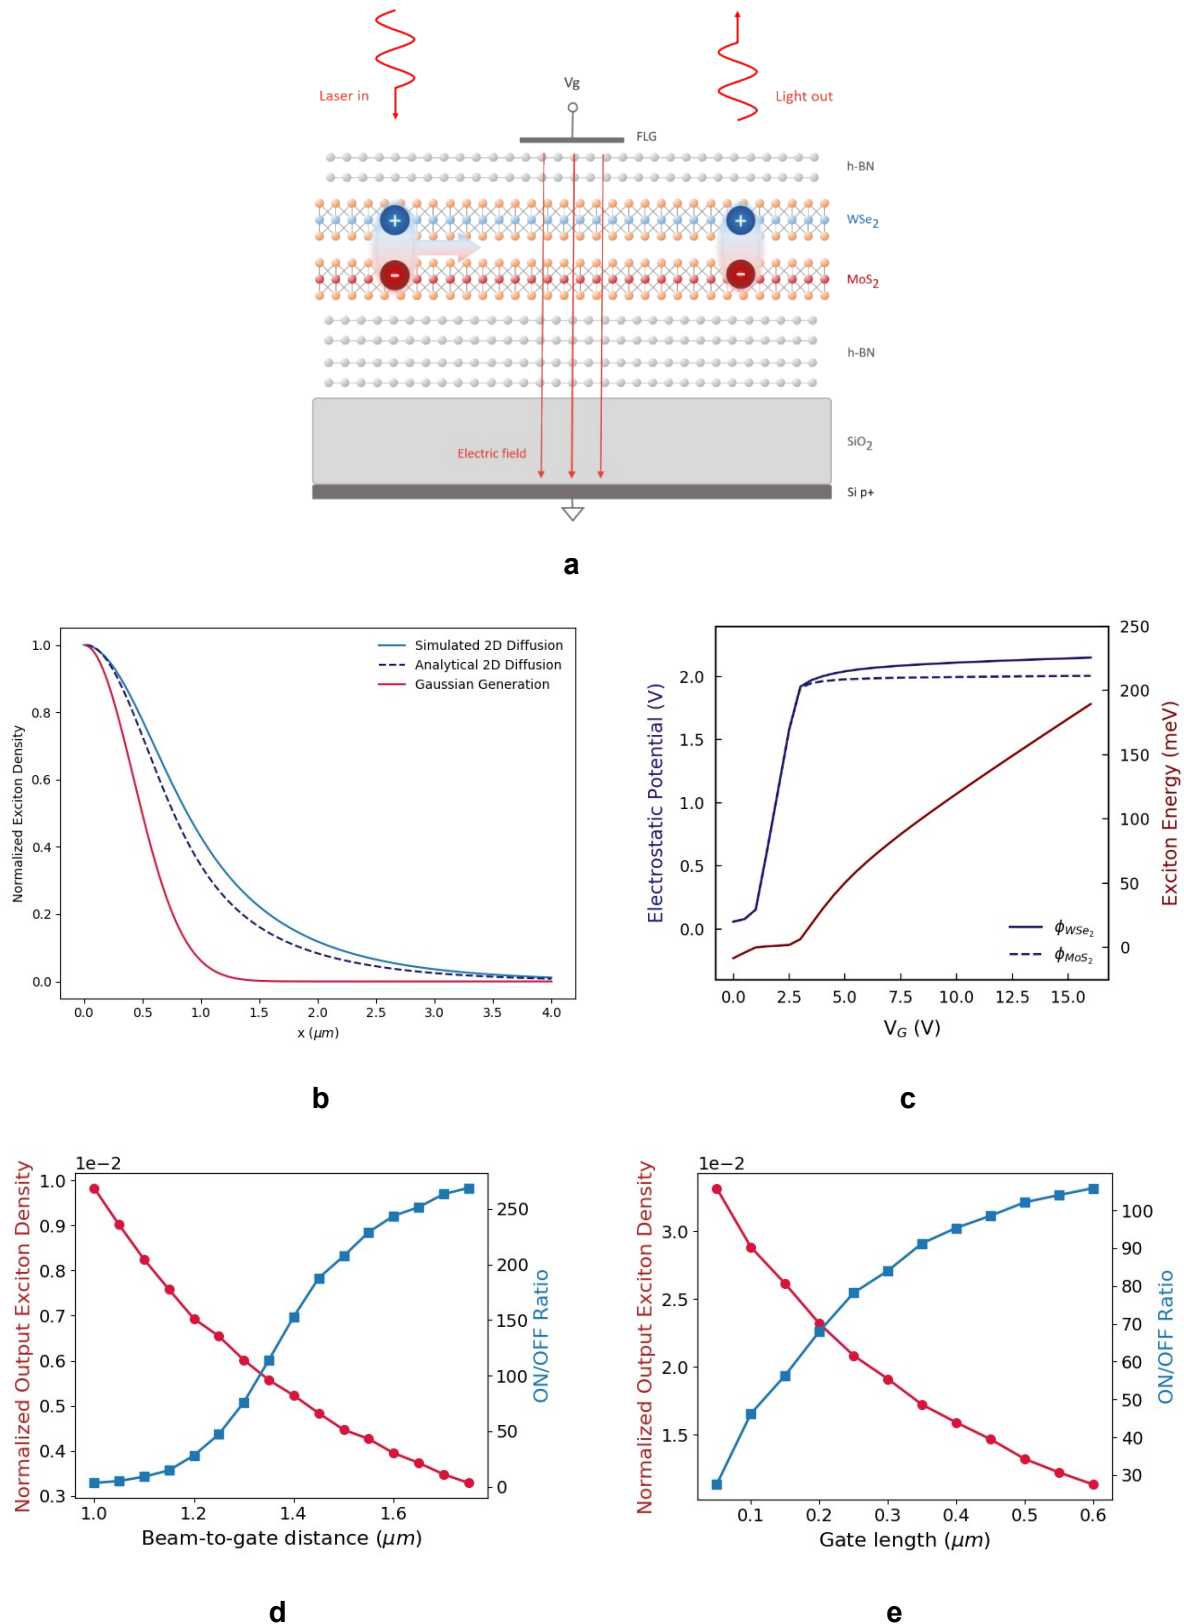 Laser in
Vg
Light out
FLG
h-BN
WSe2
+
+
-
-
MoS2
h-BN
SiO2
Electric field
Si p+
a
Normalized Exciton Density
1.0
0.8
0.6
0.4
0.2
0.0
Simulated 2D Diffusion
Analytical 2D Diffusion
Gaussian Generation
0.0 0.5 1.0 1.5 2.0 2.5 3.0 3.5 4.0
x (μm)
b
Electrostatic Potential (V)
2.0
1.5
1.0
0.5
0.0
250
200
150
100
50
0
Exciton Energy (meV)
ϕWSe2
ϕMoS2
0.0 2.5 5.0 7.5 10.0 12.5 15.0
VG (V)
c
1e−2
Normalized Output Exciton Density
1.0
0.9
0.8
0.7
0.6
0.5
0.4
0.3
250
200
150
100
50
0
ON/OFF Ratio
1.0 1.2 1.4 1.6
Beam-to-gate distance (μm)
d
1e−2
Normalized Output Exciton Density
3.0
2.5
2.0
1.5
100
90
80
70
60
50
40
30
ON/OFF Ratio
0.1 0.2 0.3 0.4 0.5 0.6
Gate length (μm)
e